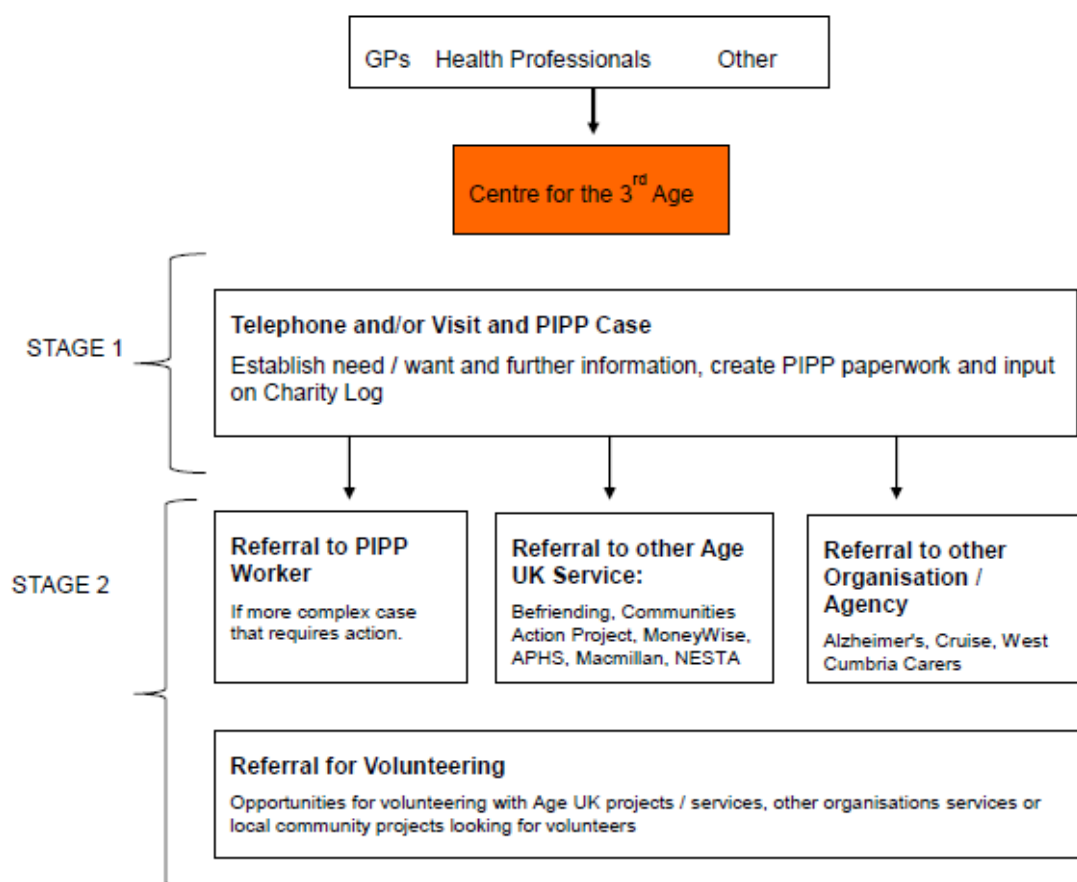 GPs Health Professionals Other
Centre for the 3rd Age
STAGE 1
Telephone and/or Visit and PIPP Case
Establish need / want and further information, create PIPP paperwork and input
on Charity Log
STAGE 2
Referral to PIPP
Worker
If more complex case
that requires action.
Referral to other Age
UK Service:
Befriending, Communities
Action Project, MoneyWise,
APHS, Macmillan, NESTA
Referral to other
Organisation /
Agency
Alzheimer's, Cruise, West
Cumbria Carers
Referral for Volunteering
Opportunities for volunteering with Age UK projects / services, other organisations services or
local community projects looking for volunteers